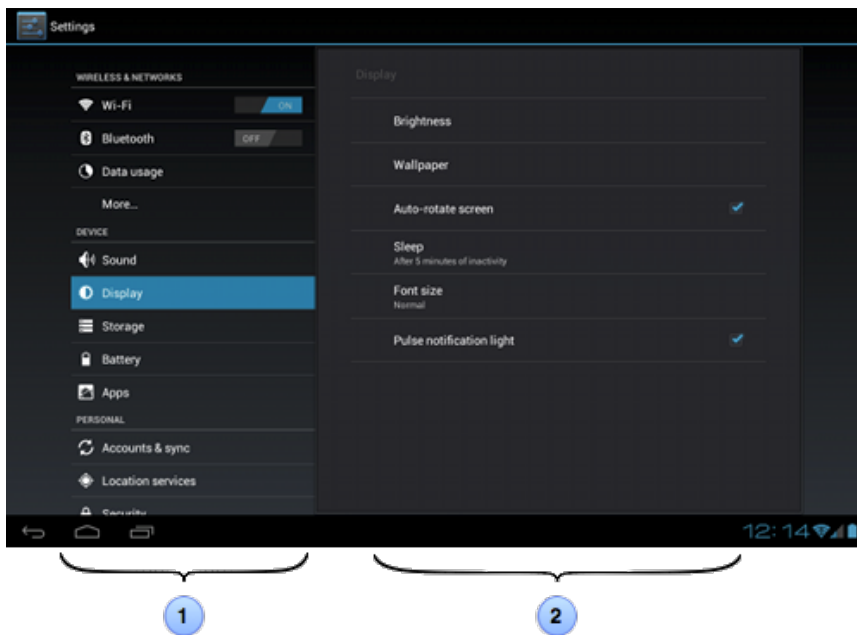 Settings
WIRELESS & NETWORKS
Wi-Fi ON
Bluetooth OFF
Data usage
More...
DEVICE
Sound
Display
Storage
Battery
Apps
PERSONAL
Accounts & sync
Location services
Security
Display
Brightness
Wallpaper
Auto-rotate screen
Sleep
After 5 minutes of inactivity
Font size
Normal
Pulse notification light
12:14
1
2